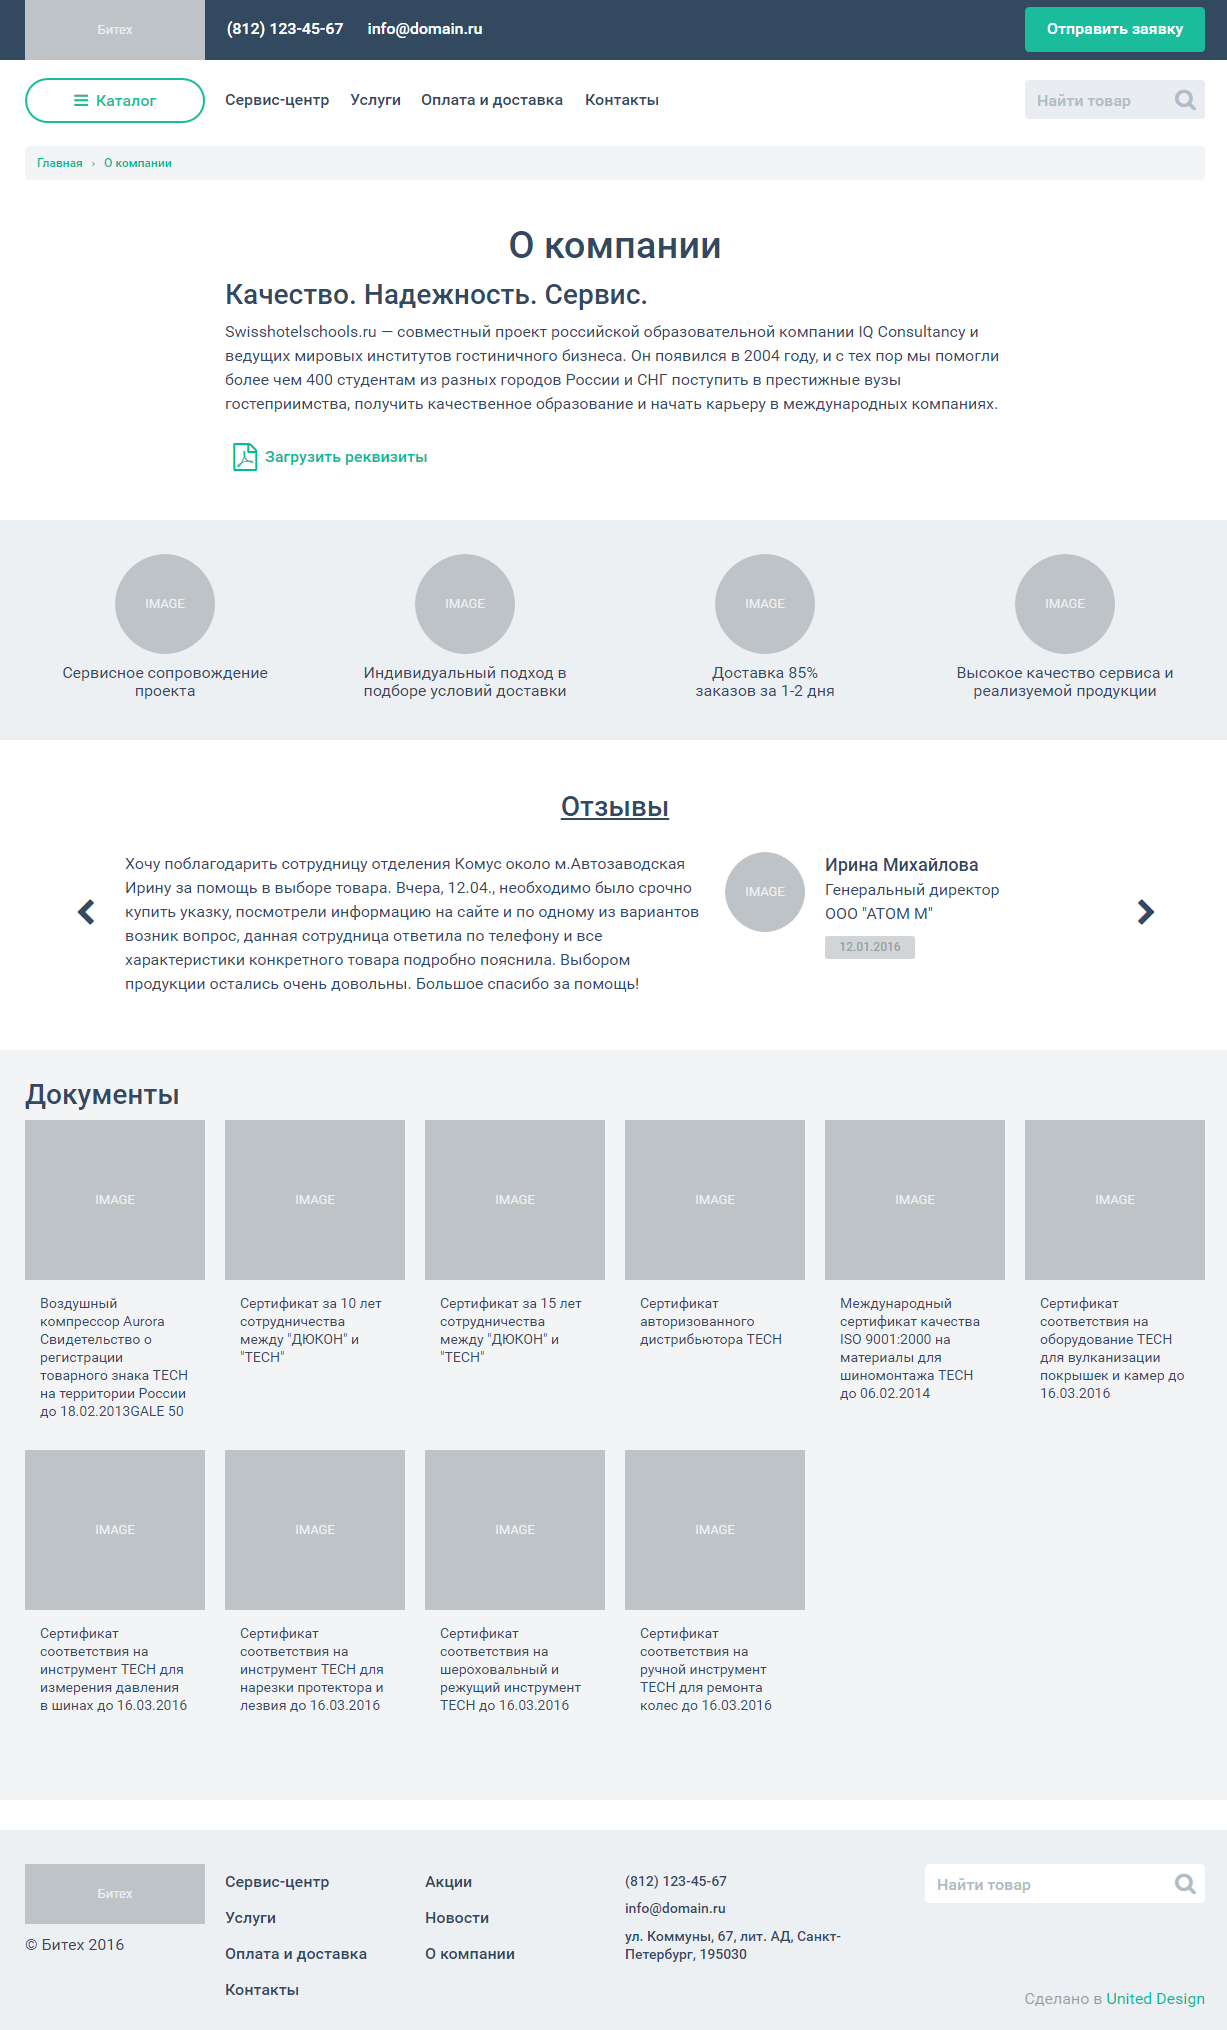 Битех
(812) 123-45-67
info@domain.ru
Отправить заявку
Каталог
Сервис-центр
Услуги
Оплата и доставка
Контакты
Найти товар
Главная › О компании
О компании
Качество. Надежность. Сервис.
Swisshotelschools.ru — совместный проект российской образовательной компании IQ Consultancy и
ведущих мировых институтов гостиничного бизнеса. Он появился в 2004 году, и с тех пор мы помогли
более чем 400 студентам из разных городов России и СНГ поступить в престижные вузы
гостеприимства, получить качественное образование и начать карьеру в международных компаниях.
Загрузить реквизиты
IMAGE
IMAGE
IMAGE
IMAGE
Сервисное сопровождение
проекта
Индивидуальный подход в
подборе условий доставки
Доставка 85%
заказов за 1-2 дня
Высокое качество сервиса и
реализуемой продукции
Отзывы
Хочу поблагодарить сотрудницу отделения Комус около м.Автозаводская
Ирину за помощь в выборе товара. Вчера, 12.04., необходимо было срочно
купить указку, посмотрели информацию на сайте и по одному из вариантов
возник вопрос, данная сотрудница ответила по телефону и все
характеристики конкретного товара подробно пояснила. Выбором
продукции остались очень довольны. Большое спасибо за помощь!
IMAGE
Ирина Михайлова
Генеральный директор
ООО "АТОМ М"
12.01.2016
Документы
IMAGE
IMAGE
IMAGE
IMAGE
IMAGE
IMAGE
Воздушный
компрессор Aurora
Свидетельство о
регистрации
товарного знака TECH
на территории России
до 18.02.2013GALE 50
Сертификат за 10 лет
сотрудничества
между "ДЮКОН" и
"TECH"
Сертификат за 15 лет
сотрудничества
между "ДЮКОН" и
"TECH"
Сертификат
авторизованного
дистрибьютора TECH
Международный
сертификат качества
ISO 9001:2000 на
материалы для
шиномонтажа TECH
до 06.02.2014
Сертификат
соответствия на
оборудование TECH
для вулканизации
покрышек и камер до
16.03.2016
IMAGE
IMAGE
IMAGE
IMAGE
Сертификат
соответствия на
инструмент TECH для
измерения давления
в шинах до 16.03.2016
Сертификат
соответствия на
инструмент TECH для
нарезки протектора и
лезвия до 16.03.2016
Сертификат
соответствия на
шероховальный и
режущий инструмент
TECH до 16.03.2016
Сертификат
соответствия на
ручной инструмент
TECH для ремонта
колес до 16.03.2016
Битех
© Битех 2016
Сервис-центр
Услуги
Оплата и доставка
Контакты
Акции
Новости
О компании
(812) 123-45-67
info@domain.ru
ул. Коммуны, 67, лит. АД, Санкт-
Петербург, 195030
Найти товар
Сделано в United Design